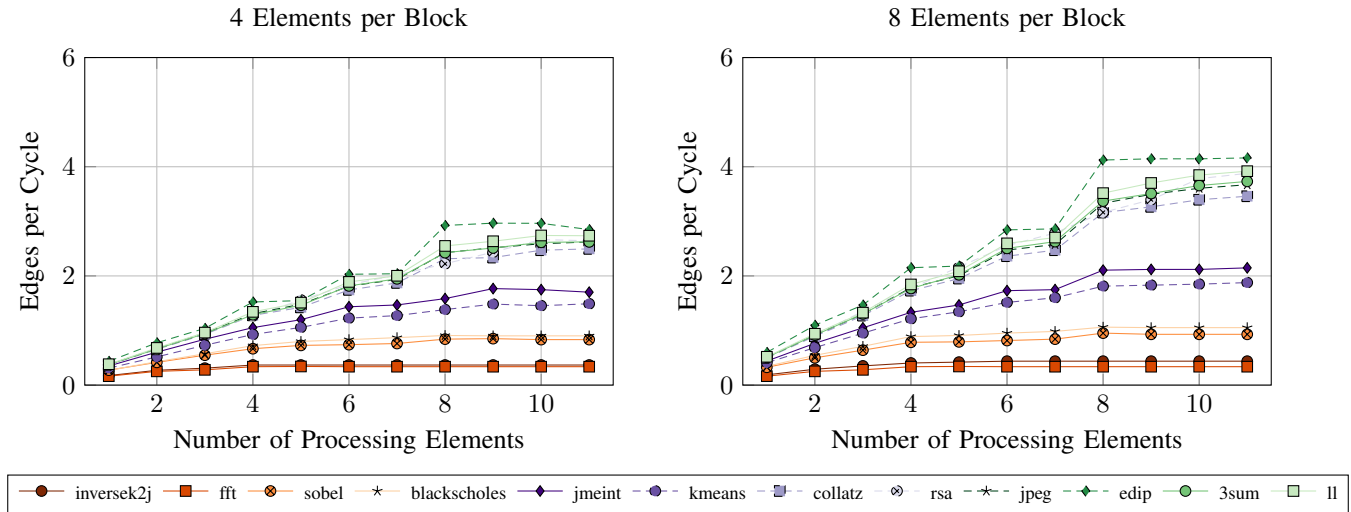 4 Elements per Block
8 Elements per Block
6
4
2
0
Edges per Cycle
2 4 6 8 10
Number of Processing Elements
6
4
2
0
Edges per Cycle
2 4 6 8 10
Number of Processing Elements
inversek2j fft sobel blackscholes jmeint kmeans collatz rsa jpeg edip 3sum ll